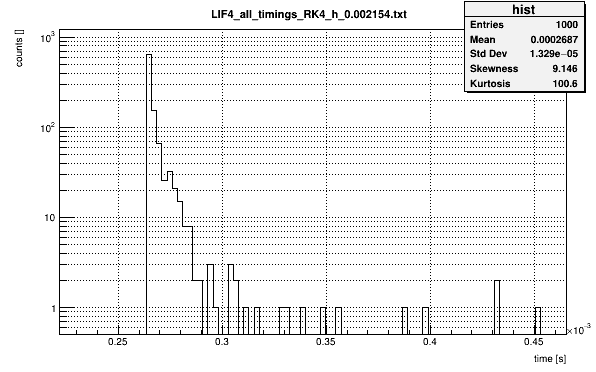 LIF4_all_timings_RK4_h_0.002154.txt
hist
Entries 1000
Mean 0.0002687
Std Dev 1.329e−05
Skewness 9.146
Kurtosis 100.6
counts []
10³
10²
10
1
0.25 0.3 0.35 0.4 0.45
×10⁻³
time [s]